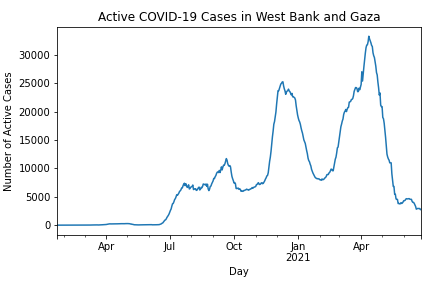 Active COVID-19 Cases in West Bank and Gaza
30000
25000
20000
15000
10000
5000
0
Number of Active Cases
Apr
Jul
Oct
Jan
2021
Apr
Day